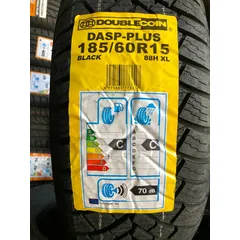 DOUBLECOIN
DASP-PLUS
185/60R15
BLACK 88H XL
C C
70 dB